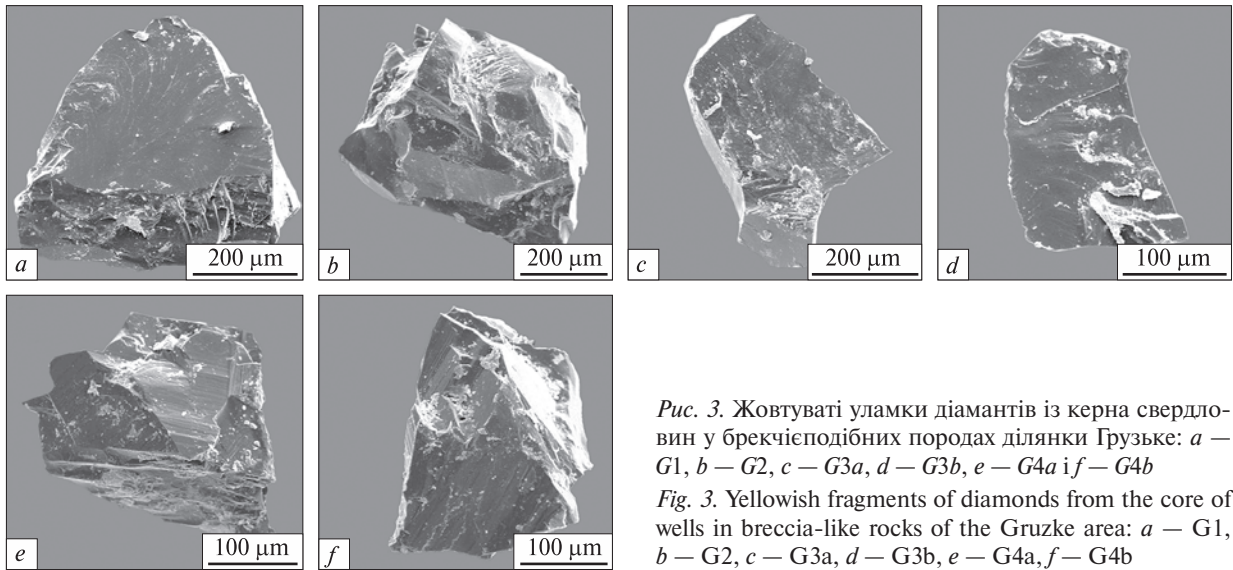 a
200 μm
b
200 μm
c
200 μm
d
100 μm
e
100 μm
f
100 μm
Рис. 3. Жовтуваті уламки діамантів із керна свердло-
вин у брекчієподібних породах ділянки Грузьке: a —
G1, b — G2, c — G3a, d — G3b, e — G4a і f — G4b
Fig. 3. Yellowish fragments of diamonds from the core of
wells in breccia-like rocks of the Gruzke area: a — G1,
b — G2, c — G3a, d — G3b, e — G4a, f — G4b